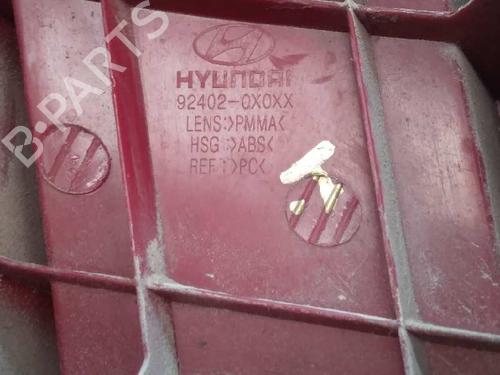 B-PARTS
HYUNDAI
92402-0X0XX
LENS:>PMMA<
HSG :>ABS<
REF :>PC<